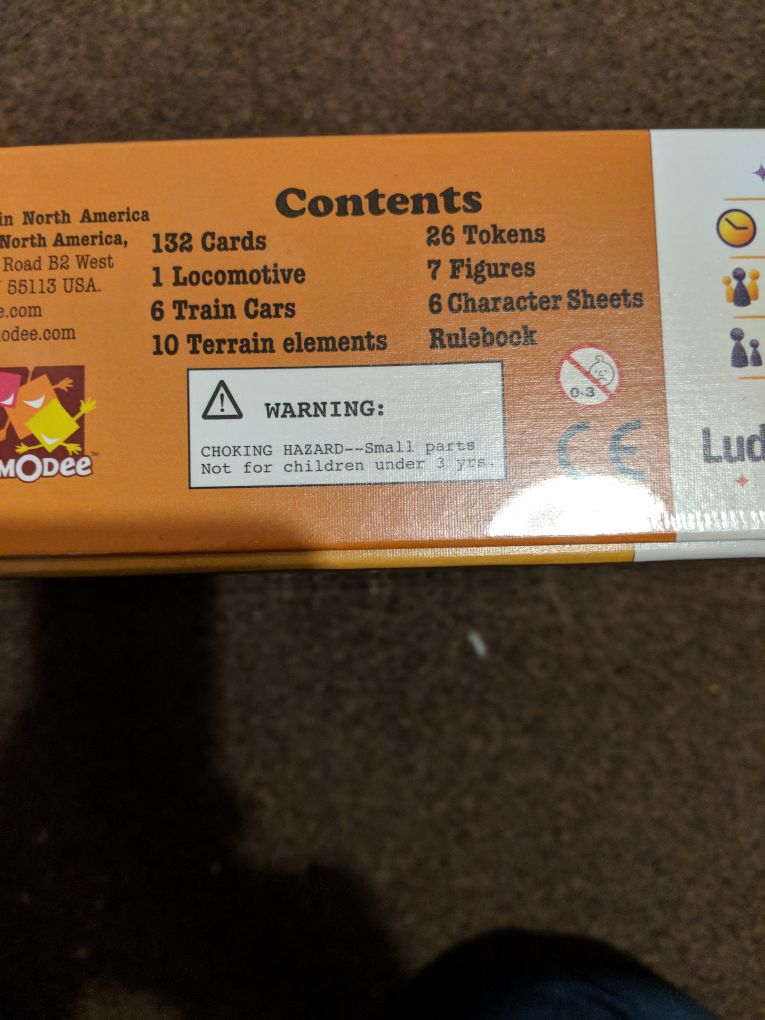 in North America
North America,
Road B2 West
55113 USA.
e.com
odee.com
MODee
TM
Contents
132 Cards
1 Locomotive
6 Train Cars
10 Terrain elements
26 Tokens
7 Figures
6 Character Sheets
Rulebook
WARNING:
CHOKING HAZARD--Small parts
Not for children under 3 yrs.
0-3
CE
Lud